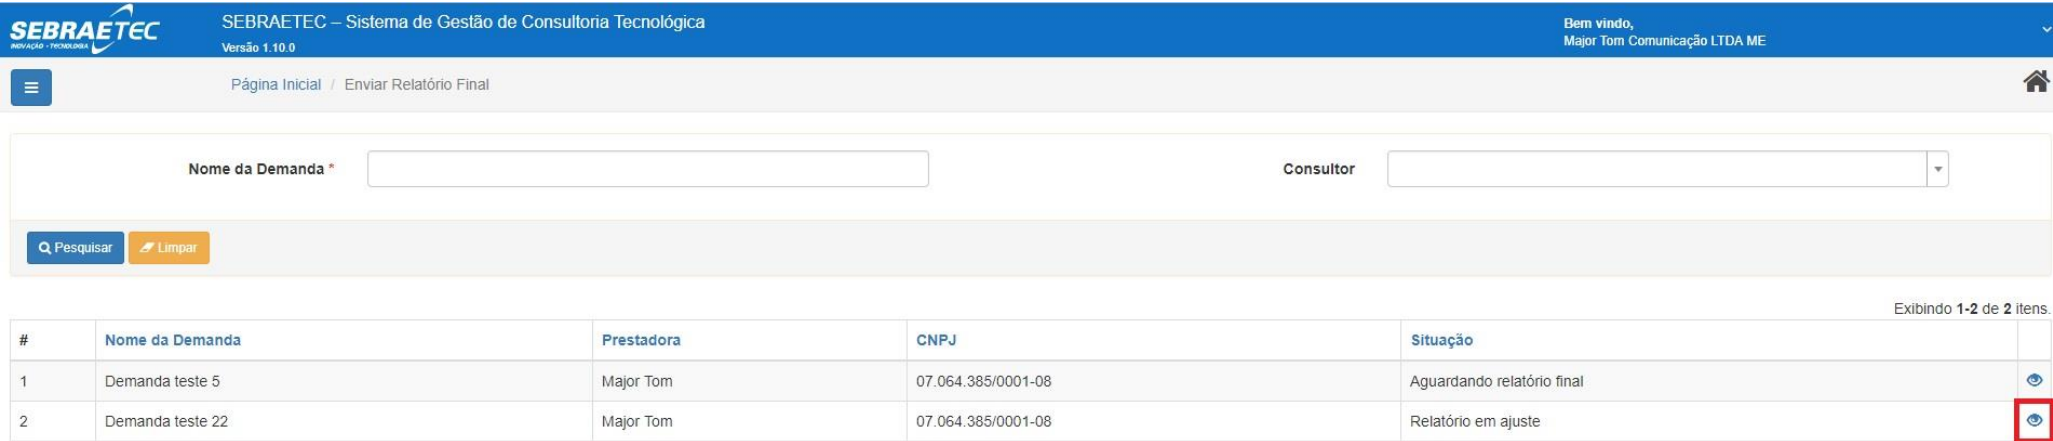 SEBRAETEC
INOVAÇÃO - TECNOLOGIA
SEBRAETEC – Sistema de Gestão de Consultoria Tecnológica
Versão 1.10.0
Bem vindo,
Major Tom Comunicação LTDA ME
Página Inicial / Enviar Relatório Final
Nome da Demanda *
Consultor
Pesquisar
Limpar
Exibindo 1-2 de 2 itens.
# Nome da Demanda Prestadora CNPJ Situação
1 Demanda teste 5 Major Tom 07.064.385/0001-08 Aguardando relatório final
2 Demanda teste 22 Major Tom 07.064.385/0001-08 Relatório em ajuste